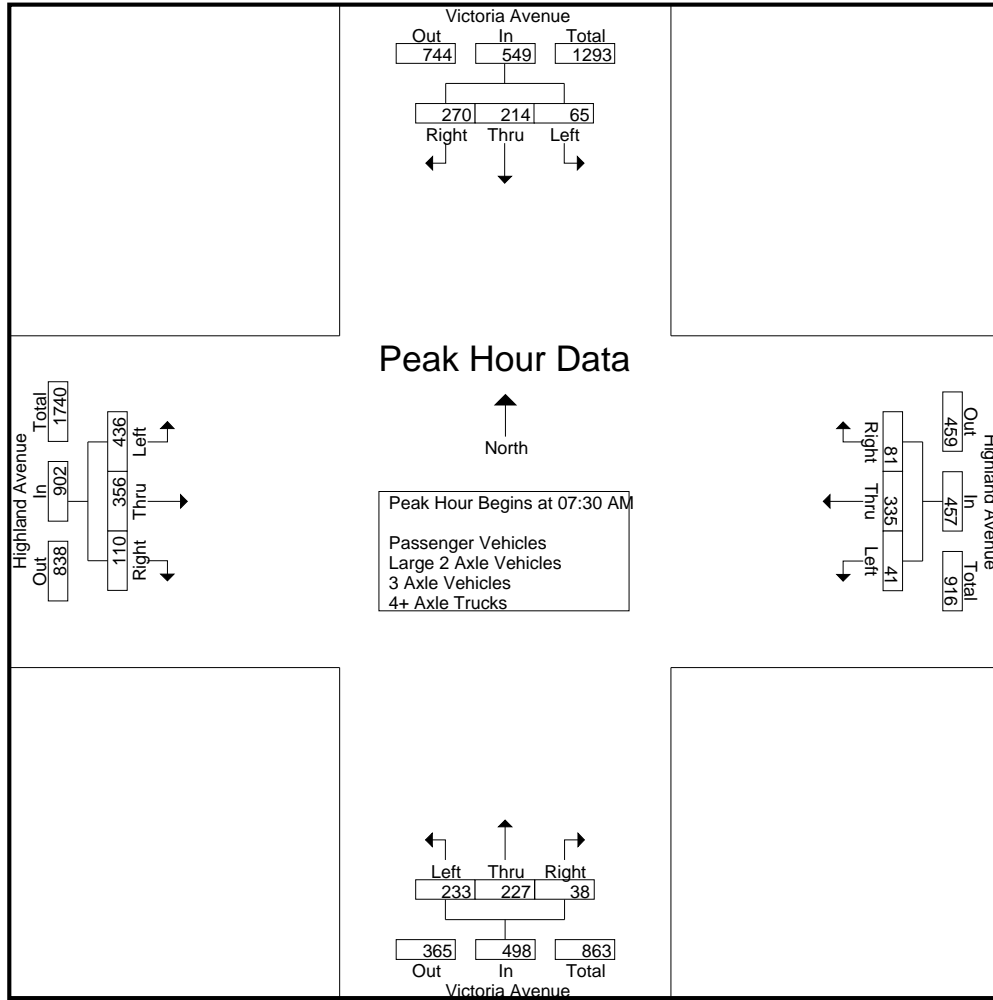 Victoria Avenue
Out In Total
744 549 1293
270 214 65
Right Thru Left
Peak Hour Data
North
Peak Hour Begins at 07:30 AM
Passenger Vehicles
Large 2 Axle Vehicles
3 Axle Vehicles
4+ Axle Trucks
Highland Avenue
Out In Total
838 902 1740
110 356 436
Right Thru Left
Highland Avenue
Out In Total
459 457 916
81 335 41
Right Thru Left
Left Thru Right
233 227 38
365 498 863
Out In Total
Victoria Avenue